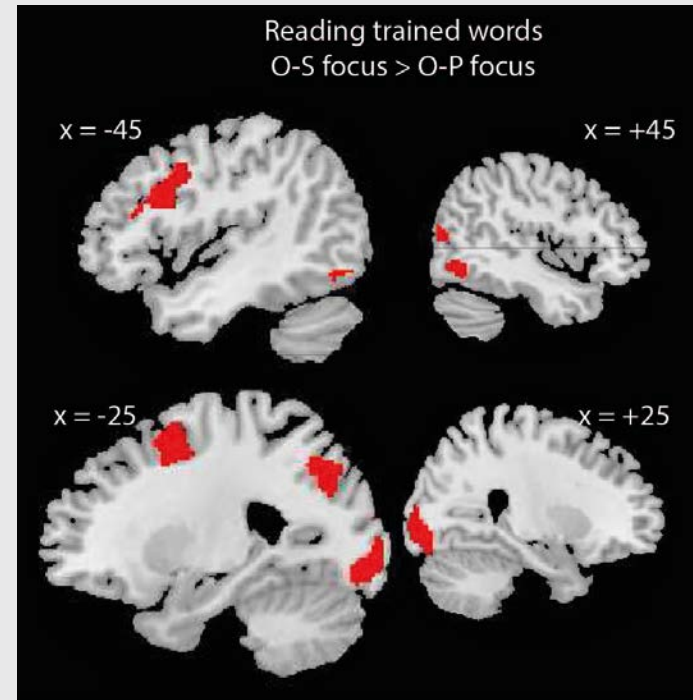 Reading trained words
O-S focus > O-P focus
x = -45
x = +45
x = -25
x = +25